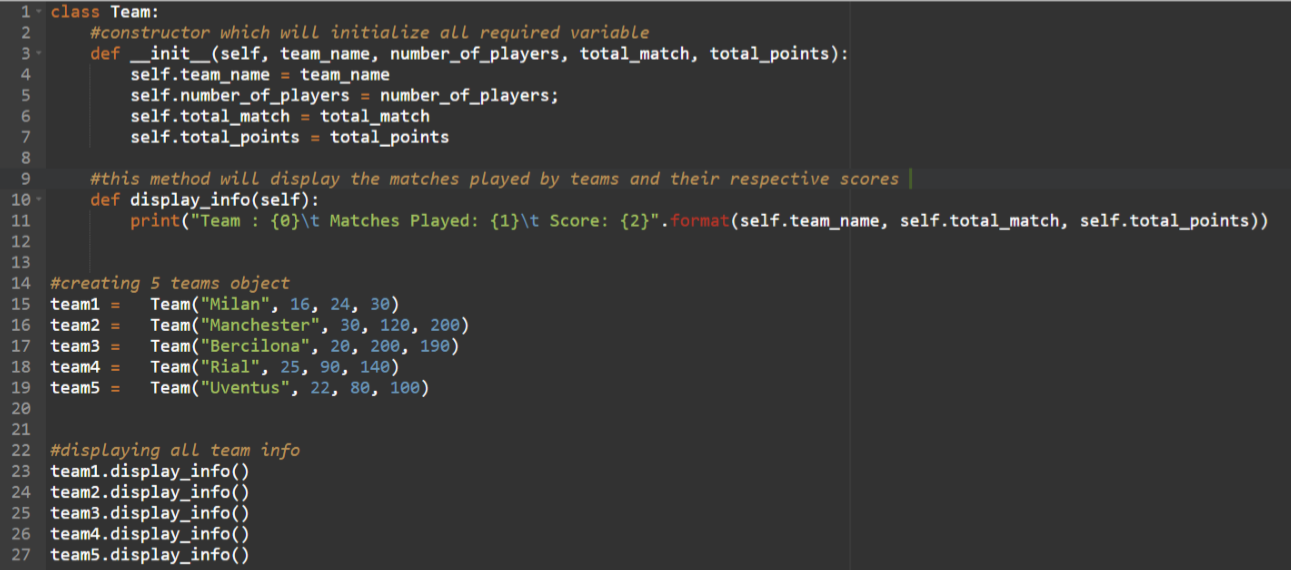 1 class Team:
2     #constructor which will initialize all required variable
3     def __init__(self, team_name, number_of_players, total_match, total_points):
4         self.team_name = team_name
5         self.number_of_players = number_of_players;
6         self.total_match = total_match
7         self.total_points = total_points
8
9     #this method will display the matches played by teams and their respective scores
10     def display_info(self):
11         print("Team : {0}\t Matches Played: {1}\t Score: {2}".format(self.team_name, self.total_match, self.total_points))
12
13
14 #creating 5 teams object
15 team1 =   Team("Milan", 16, 24, 30)
16 team2 =   Team("Manchester", 30, 120, 200)
17 team3 =   Team("Bercilona", 20, 200, 190)
18 team4 =   Team("Rial", 25, 90, 140)
19 team5 =   Team("Uventus", 22, 80, 100)
20
21
22 #displaying all team info
23 team1.display_info()
24 team2.display_info()
25 team3.display_info()
26 team4.display_info()
27 team5.display_info()